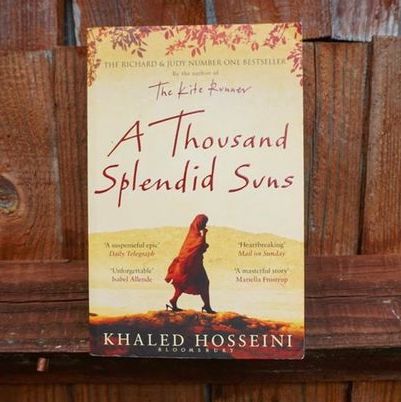 THE RICHARD & JUDY NUMBER ONE BESTSELLER
By the author of
The Kite Runner
A Thousand
Splendid Suns
'A suspenseful epic'
Daily Telegraph
'Heartbreaking'
Mail on Sunday
'Unforgettable'
Isabel Allende
'A masterful story'
Mariella Frostrup
KHALED HOSSEINI
BLOOMSBURY